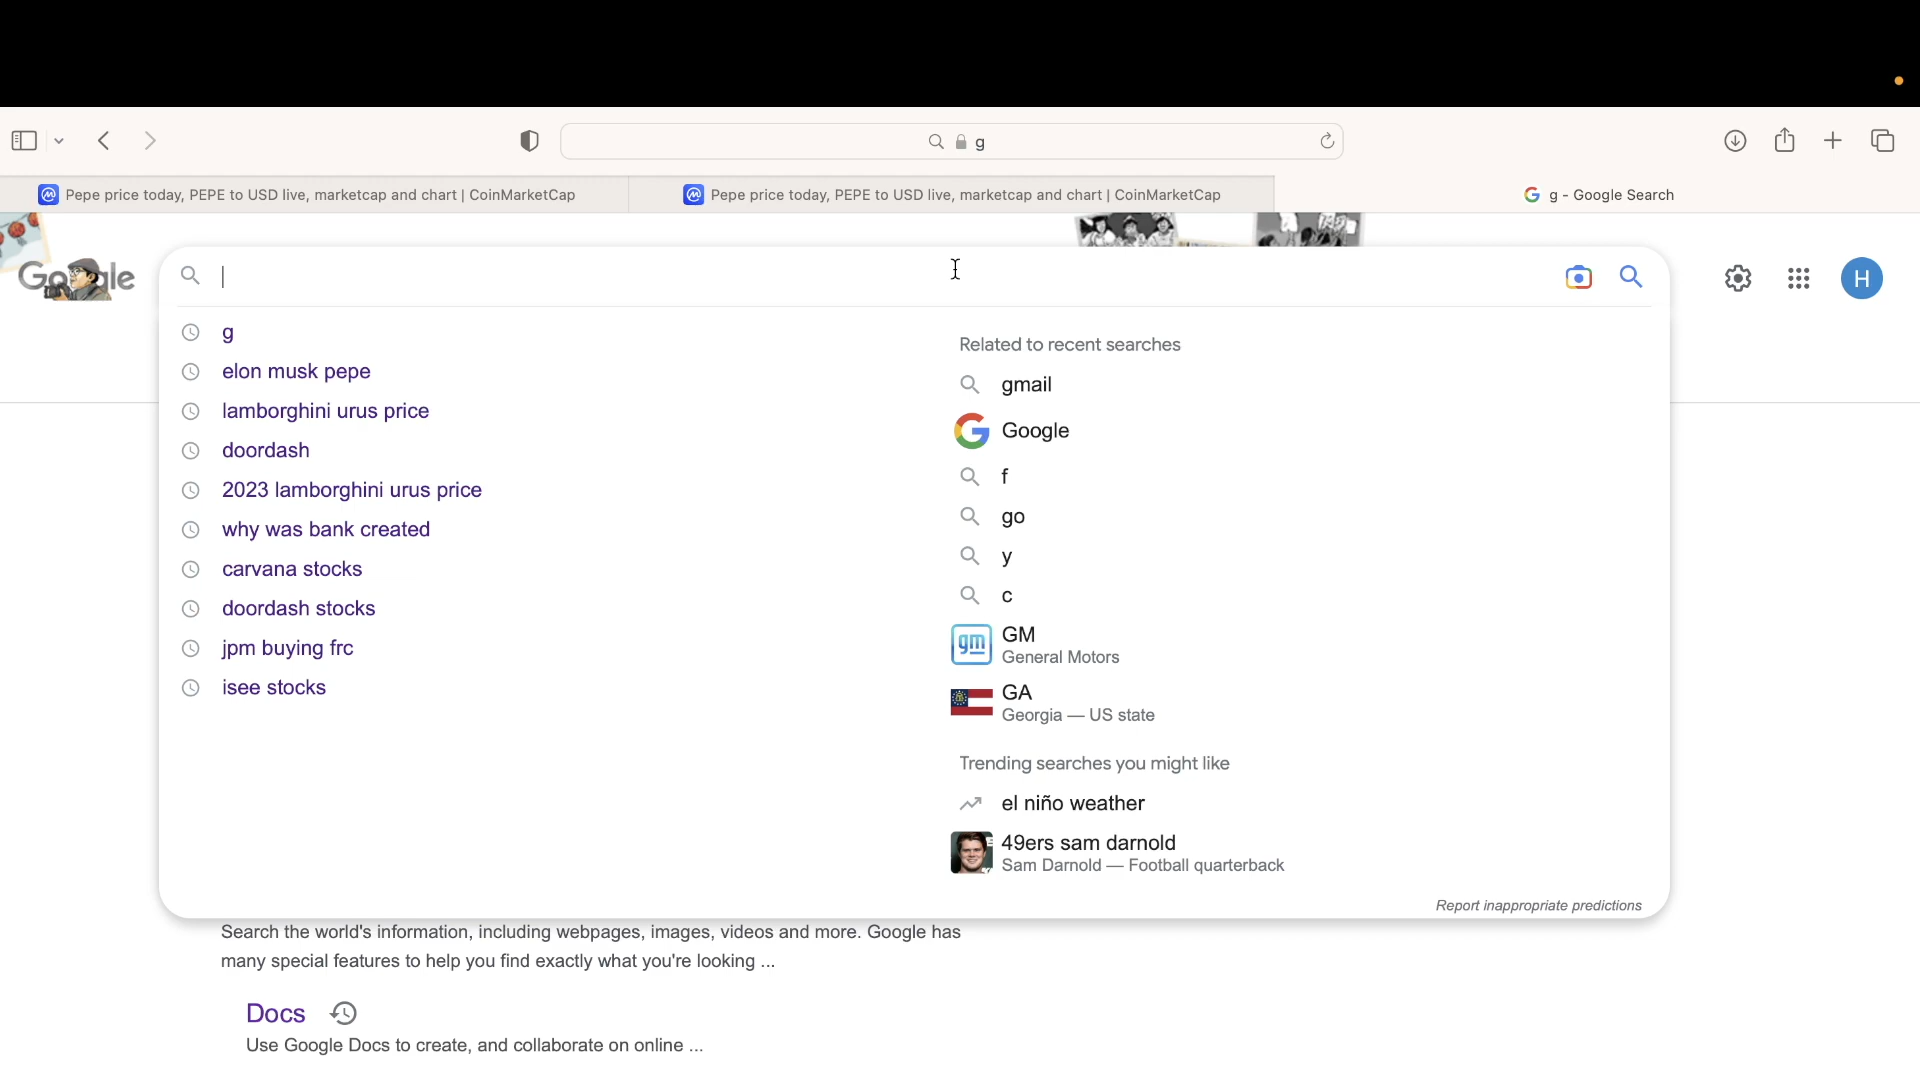 g
Pepe price today, PEPE to USD live, marketcap and chart | CoinMarketCap
Pepe price today, PEPE to USD live, marketcap and chart | CoinMarketCap
g - Google Search
Google
H
g
elon musk pepe
lamborghini urus price
doordash
2023 lamborghini urus price
why was bank created
carvana stocks
doordash stocks
jpm buying frc
isee stocks
Related to recent searches
gmail
Google
f
go
y
c
gm
GM
General Motors
GA
Georgia — US state
Trending searches you might like
el niño weather
49ers sam darnold
Sam Darnold — Football quarterback
Report inappropriate predictions
Search the world's information, including webpages, images, videos and more. Google has
many special features to help you find exactly what you're looking ...
Docs
Use Google Docs to create, and collaborate on online ...